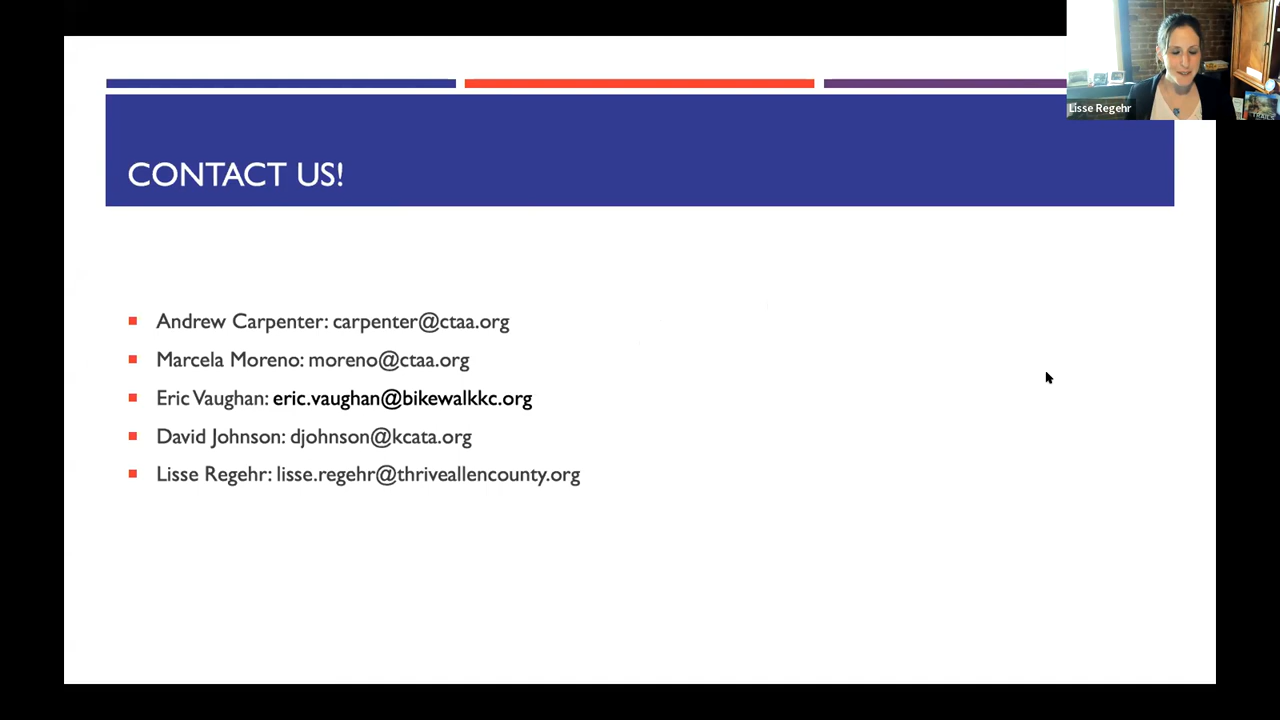 Lisse Regehr
CONTACT US!
Andrew Carpenter: carpenter@ctaa.org
Marcela Moreno: moreno@ctaa.org
Eric Vaughan: eric.vaughan@bikewalkkc.org
David Johnson: djohnson@kcata.org
Lisse Regehr: lisse.regehr@thriveallencounty.org